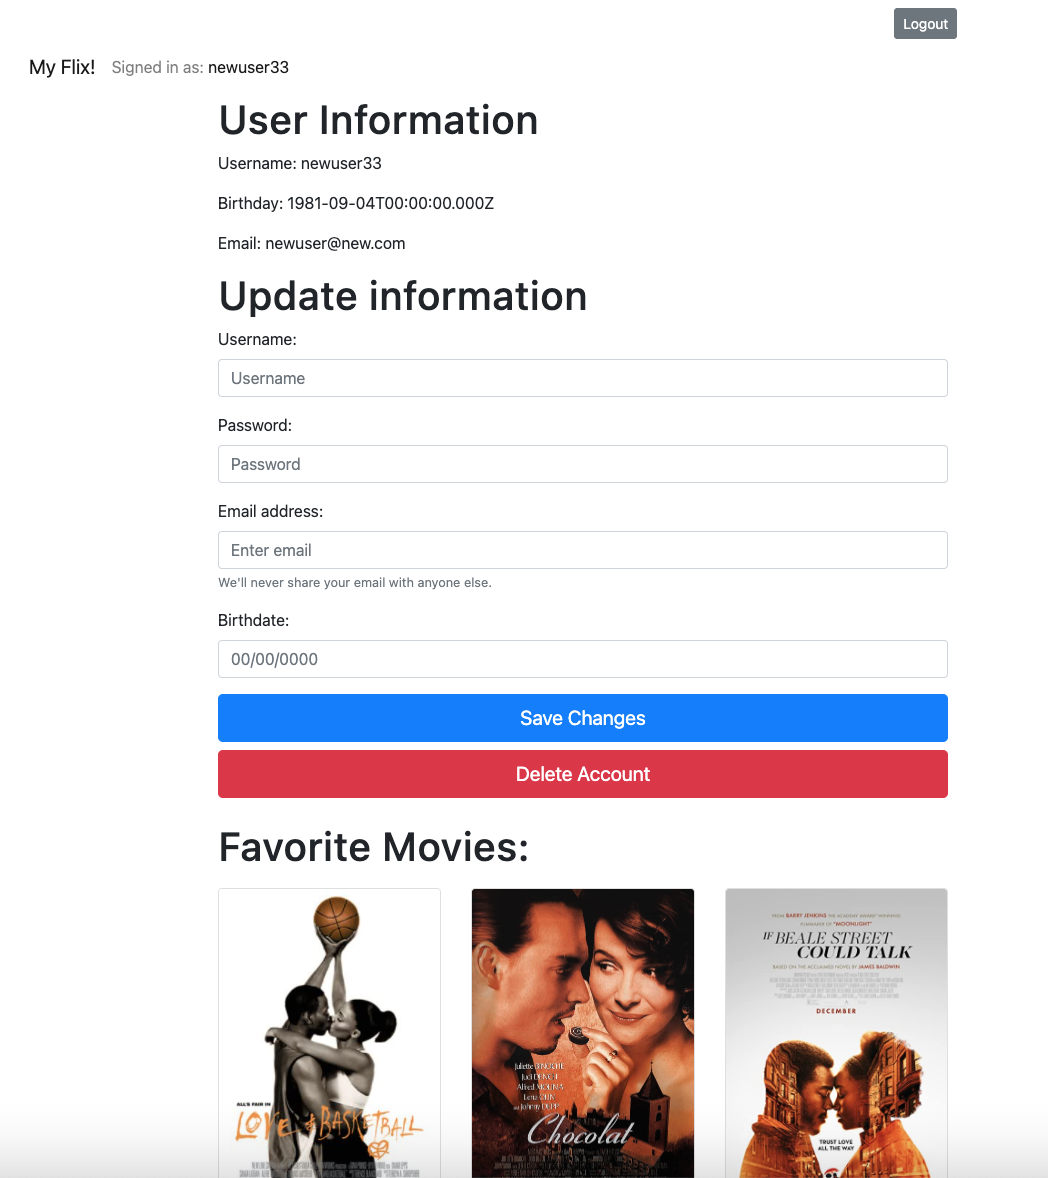 Logout
My Flix! Signed in as: newuser33
User Information
Username: newuser33
Birthday: 1981-09-04T00:00:00.000Z
Email: newuser@new.com
Update information
Username:
Username
Password:
Password
Email address:
Enter email
We'll never share your email with anyone else.
Birthdate:
00/00/0000
Save Changes
Delete Account
Favorite Movies:
ALL'S FAIR IN
LOVE & BASKETBALL
Juliette BINOCHE
Judi DENCH
Alfred MOLINA
Lena OLIN
and Johnny DEPP
Chocolat
FROM BARRY JENKINS THE ACADEMY AWARD WINNING
FILMMAKER OF "MOONLIGHT"
IF BEALE STREET
COULD TALK
BASED ON THE ACCLAIMED NOVEL BY JAMES BALDWIN
DECEMBER
TRUST LOVE
ALL THE WAY